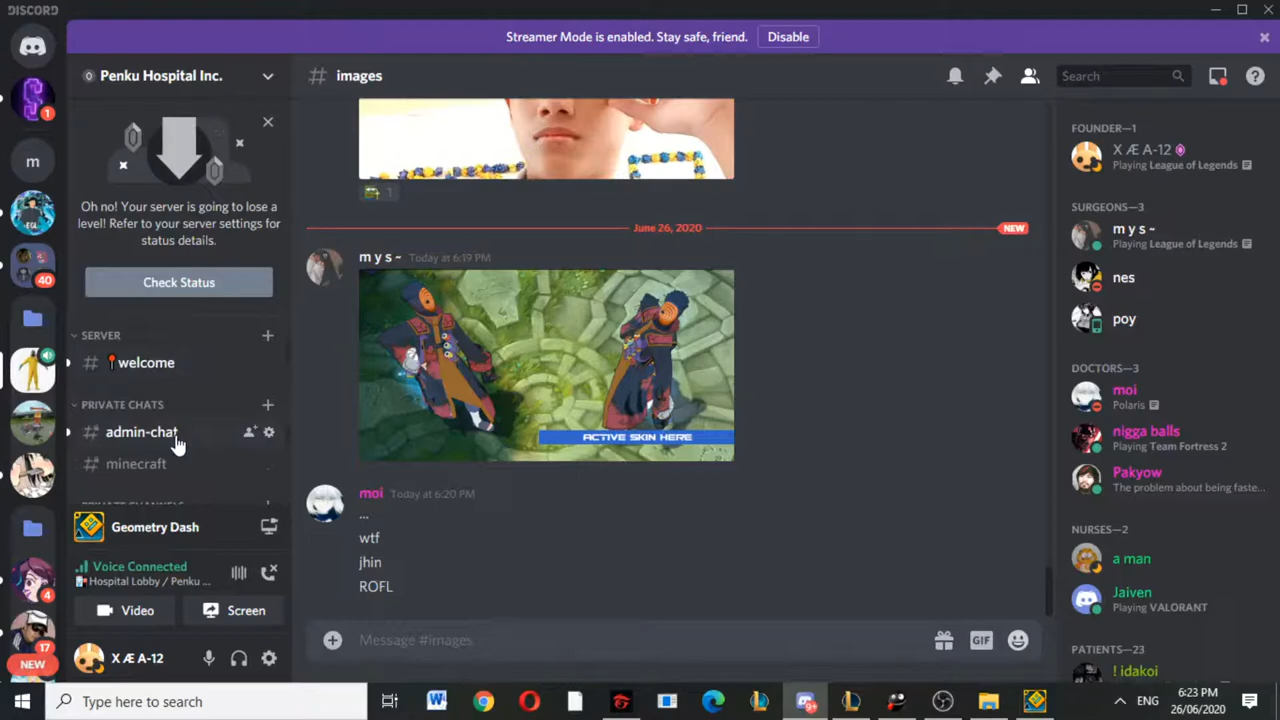 DISCORD
Streamer Mode is enabled. Stay safe, friend.
Disable
Penku Hospital Inc.
Oh no! Your server is going to lose a
level! Refer to your server settings for
status details.
Check Status
SERVER
# welcome
PRIVATE CHATS
# admin-chat
# minecraft
Geometry Dash
Voice Connected
Hospital Lobby / Penku ...
Video
Screen
X Æ A-12
1
m
FGL
40
4
17
NEW
# images
Search
1
June 26, 2020
NEW
m y s ~ Today at 6:19 PM
ACTIVE SKIN HERE
moi Today at 6:20 PM
...
wtf
jhin
ROFL
Message #images
GIF
FOUNDER—1
X Æ A-12
Playing League of Legends
SURGEONS—3
m y s ~
Playing League of Legends
nes
poy
DOCTORS—3
moi
Polaris
nigga balls
Playing Team Fortress 2
Pakyow
The problem about being faste...
NURSES—2
a man
Jaiven
Playing VALORANT
PATIENTS—23
! idakoi
Type here to search
ENG
6:23 PM
26/06/2020